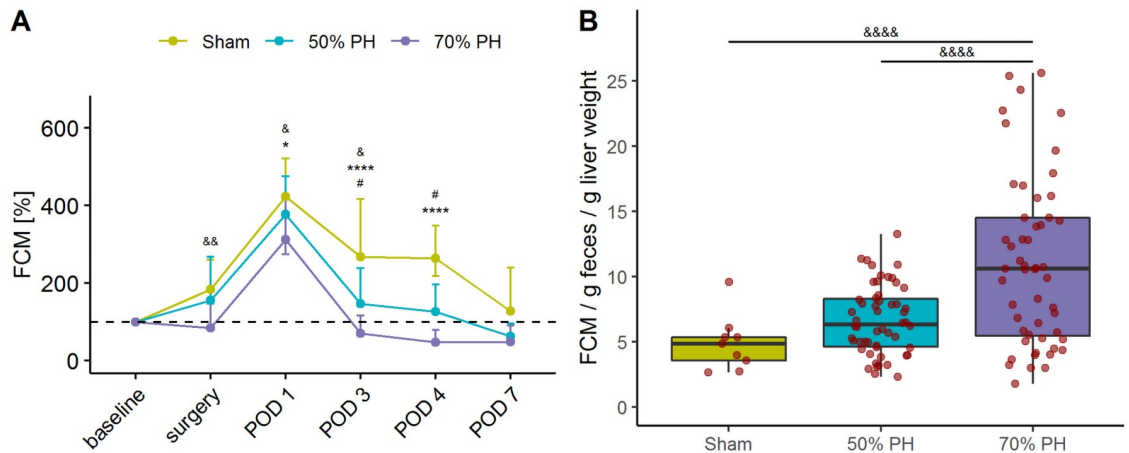 A
Sham 50% PH 70% PH
FCM [%]
600
400
200
0
&
*
&
****
#
#
****
&&
baseline
surgery
POD 1
POD 3
POD 4
POD 7
B
FCM / g feces / g liver weight
25
20
15
10
5
0
&&&&
&&&&
Sham
50% PH
70% PH